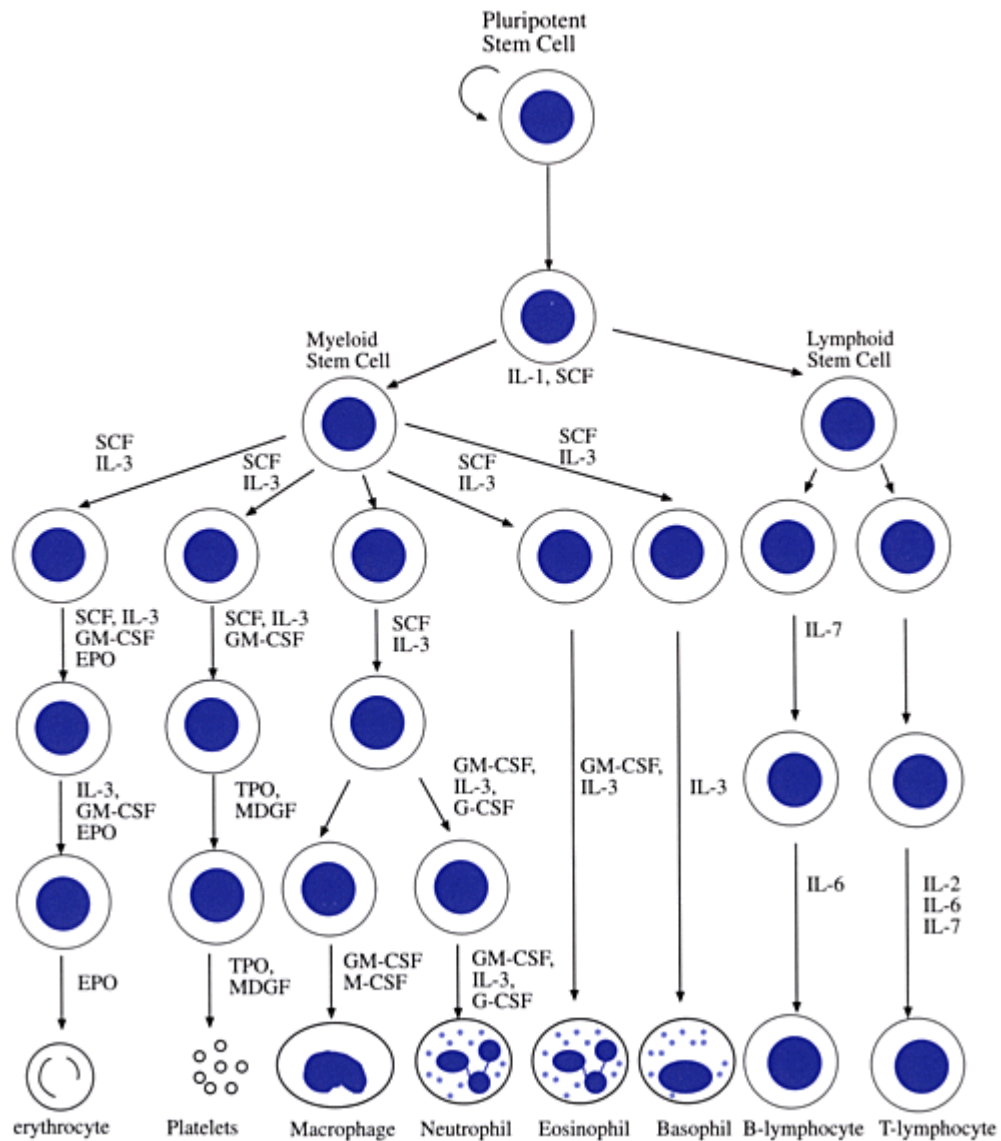 Pluripotent
Stem Cell
Myeloid
Stem Cell
IL-1, SCF
Lymphoid
Stem Cell
SCF
IL-3
SCF
IL-3
SCF
IL-3
SCF
IL-3
SCF, IL-3
GM-CSF
EPO
SCF, IL-3
GM-CSF
SCF
IL-3
IL-7
IL-3,
GM-CSF
EPO
TPO,
MDGF
GM-CSF,
IL-3,
G-CSF
GM-CSF,
IL-3
IL-3
IL-6
IL-2
IL-6
IL-7
EPO
TPO,
MDGF
GM-CSF
M-CSF
GM-CSF,
IL-3,
G-CSF
erythrocyte
Platelets
Macrophage
Neutrophil
Eosinophil
Basophil
B-lymphocyte
T-lymphocyte